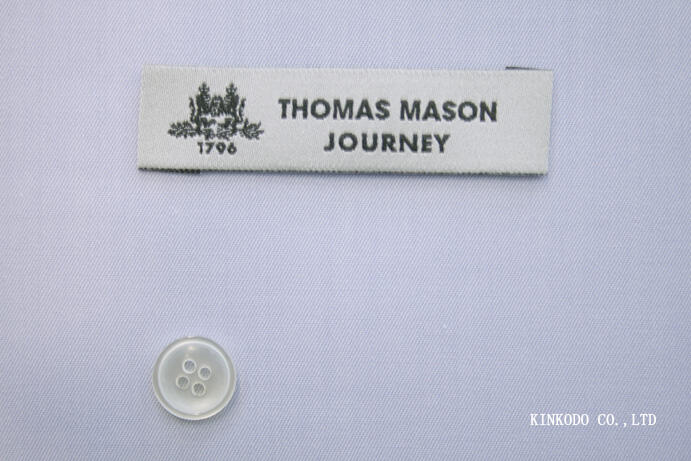 THOMAS MASON
JOURNEY
1796
KINKODO CO.,LTD